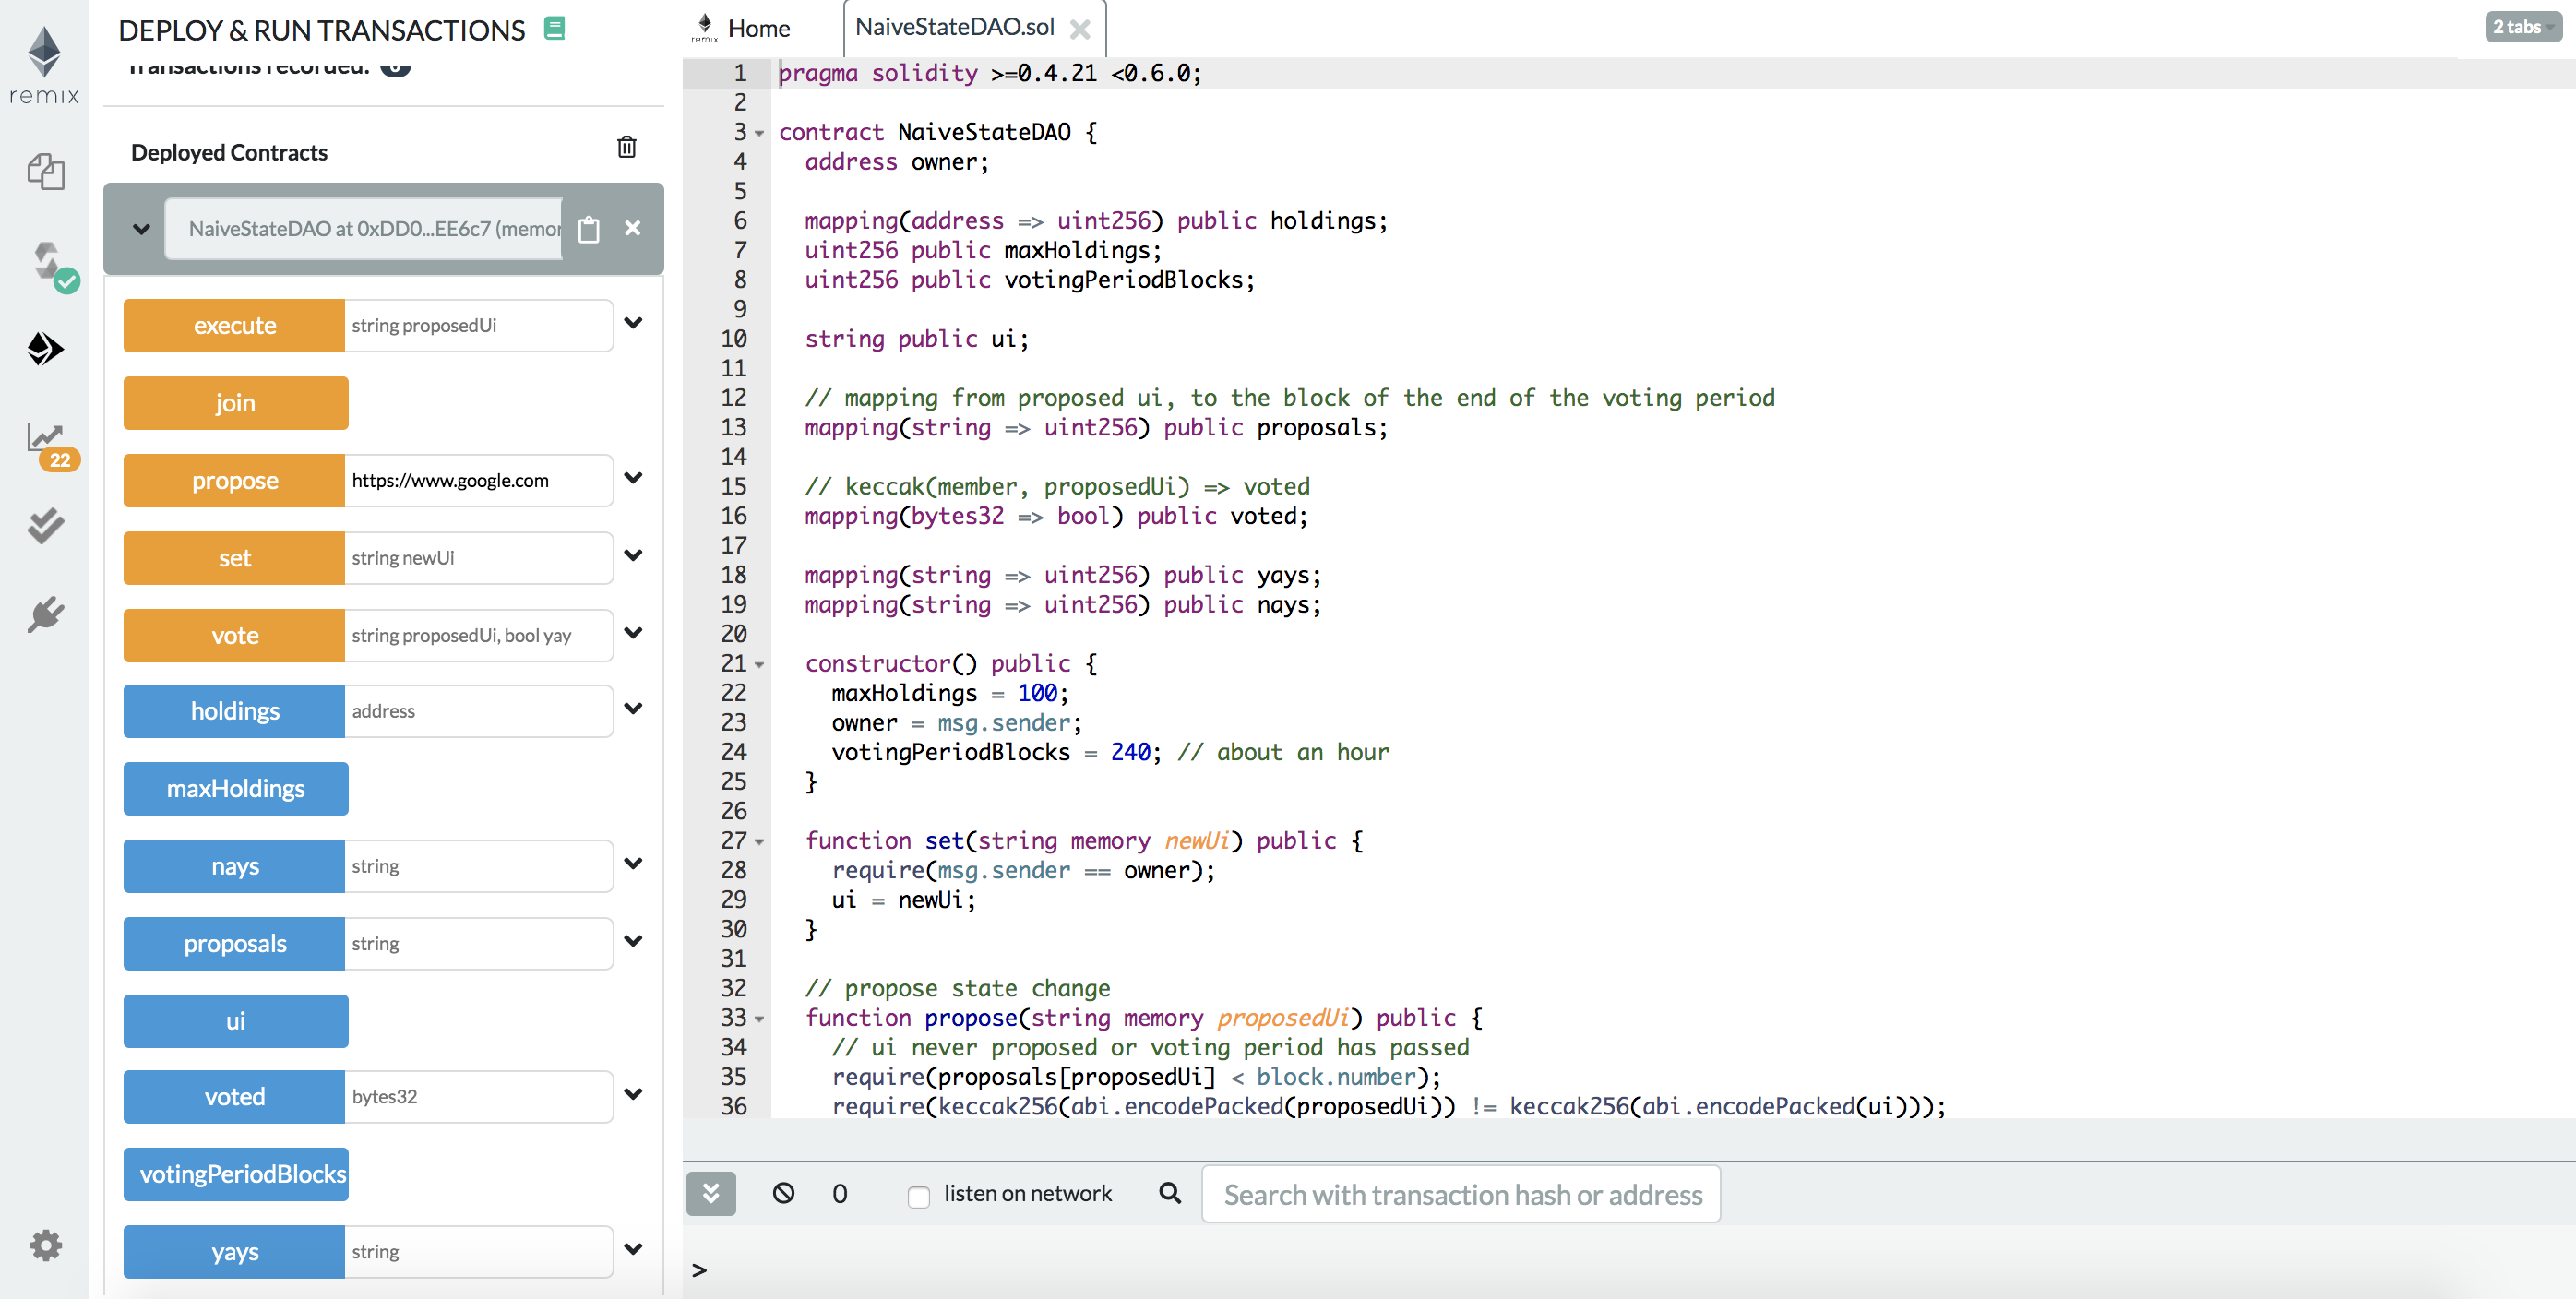 remix
22
DEPLOY & RUN TRANSACTIONS
Transactions recorded:
Deployed Contracts
NaiveStateDAO at 0xDD0...EE6c7 (memor
execute string proposedUi
join
propose https://www.google.com
set string newUi
vote string proposedUi, bool yay
holdings address
maxHoldings
nays string
proposals string
ui
voted bytes32
votingPeriodBlocks
yays string
remix Home
NaiveStateDAO.sol
2 tabs
1 pragma solidity >=0.4.21 <0.6.0;
2
3 contract NaiveStateDAO {
4 address owner;
5
6 mapping(address => uint256) public holdings;
7 uint256 public maxHoldings;
8 uint256 public votingPeriodBlocks;
9
10 string public ui;
11
12 // mapping from proposed ui, to the block of the end of the voting period
13 mapping(string => uint256) public proposals;
14
15 // keccak(member, proposedUi) => voted
16 mapping(bytes32 => bool) public voted;
17
18 mapping(string => uint256) public yays;
19 mapping(string => uint256) public nays;
20
21 constructor() public {
22 maxHoldings = 100;
23 owner = msg.sender;
24 votingPeriodBlocks = 240; // about an hour
25 }
26
27 function set(string memory newUi) public {
28 require(msg.sender == owner);
29 ui = newUi;
30 }
31
32 // propose state change
33 function propose(string memory proposedUi) public {
34 // ui never proposed or voting period has passed
35 require(proposals[proposedUi] < block.number);
36 require(keccak256(abi.encodePacked(proposedUi)) != keccak256(abi.encodePacked(ui)));
0 listen on network Search with transaction hash or address
>